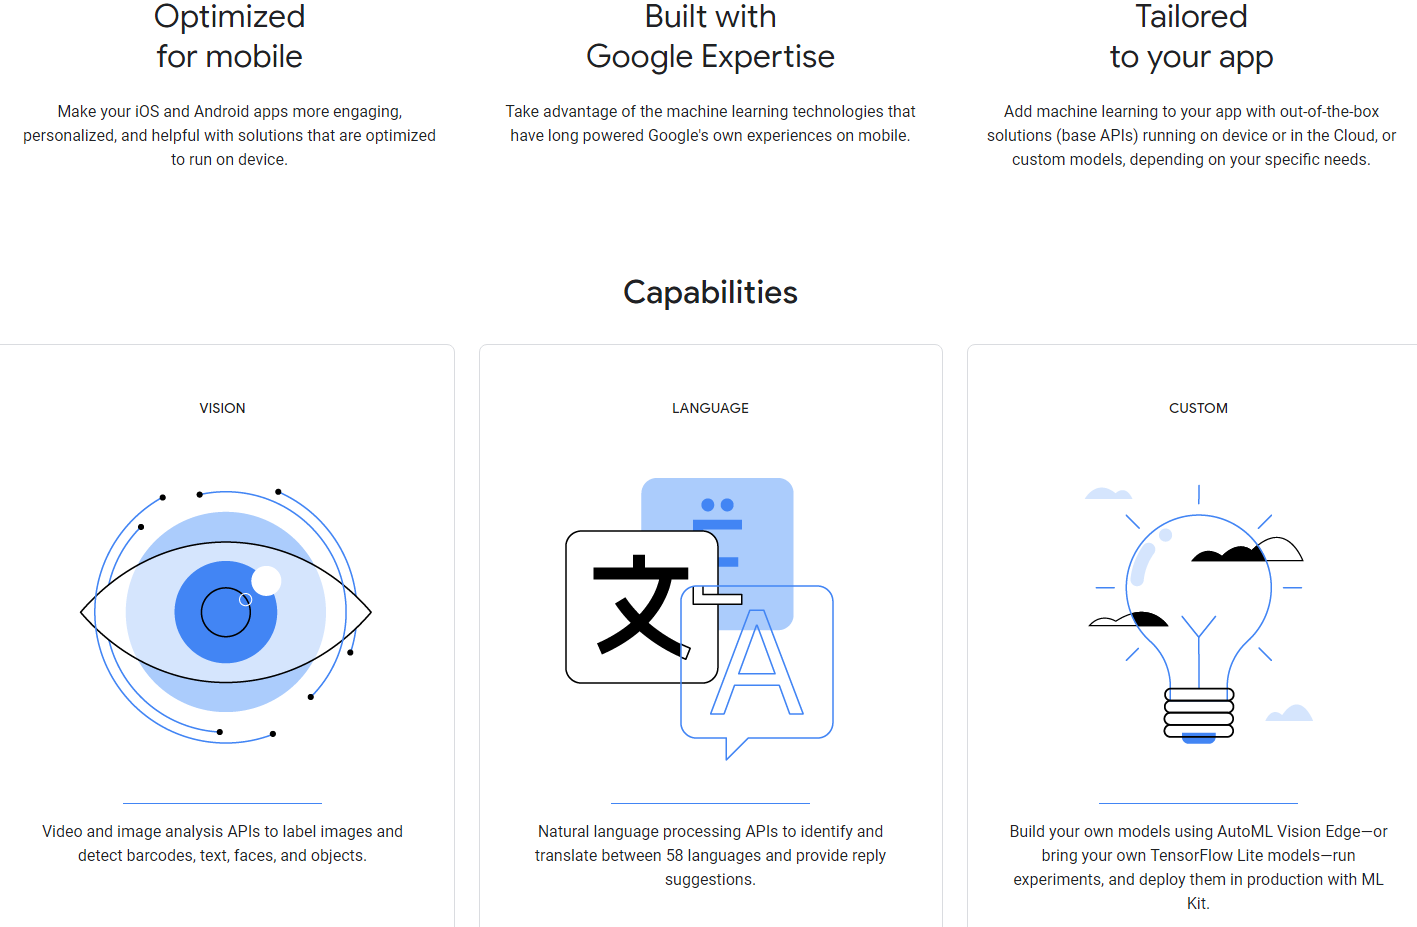 Optimized
for mobile
Make your iOS and Android apps more engaging,
personalized, and helpful with solutions that are optimized
to run on device.
Built with
Google Expertise
Take advantage of the machine learning technologies that
have long powered Google's own experiences on mobile.
Tailored
to your app
Add machine learning to your app with out-of-the-box
solutions (base APIs) running on device or in the Cloud, or
custom models, depending on your specific needs.
Capabilities
VISION
Video and image analysis APIs to label images and
detect barcodes, text, faces, and objects.
LANGUAGE
文
A
Natural language processing APIs to identify and
translate between 58 languages and provide reply
suggestions.
CUSTOM
Build your own models using AutoML Vision Edge—or
bring your own TensorFlow Lite models—run
experiments, and deploy them in production with ML
Kit.